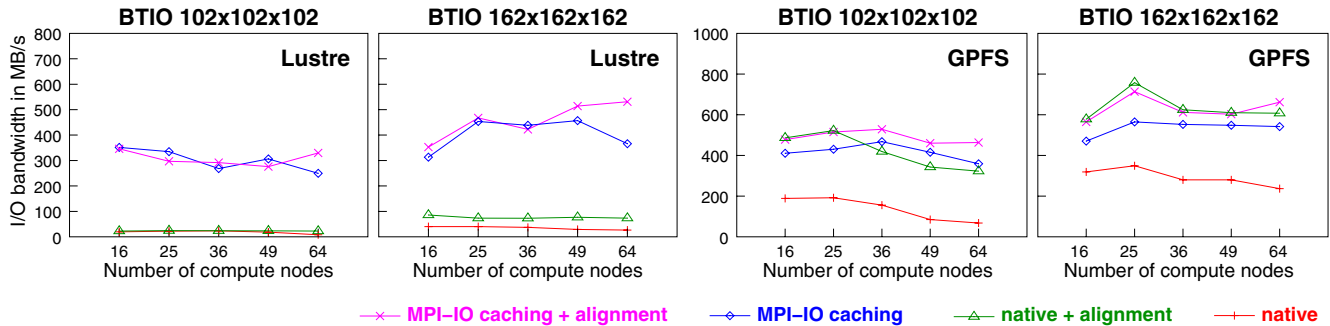 BTIO 102x102x102
BTIO 162x162x162
BTIO 102x102x102
BTIO 162x162x162
I/O bandwidth in MB/s
800
700
600
500
400
300
200
100
0
Lustre
16 25 36 49 64
Number of compute nodes
Lustre
16 25 36 49 64
Number of compute nodes
1000
800
600
400
200
0
GPFS
16 25 36 49 64
Number of compute nodes
GPFS
16 25 36 49 64
Number of compute nodes
MPI–IO caching + alignment
MPI–IO caching
native + alignment
native